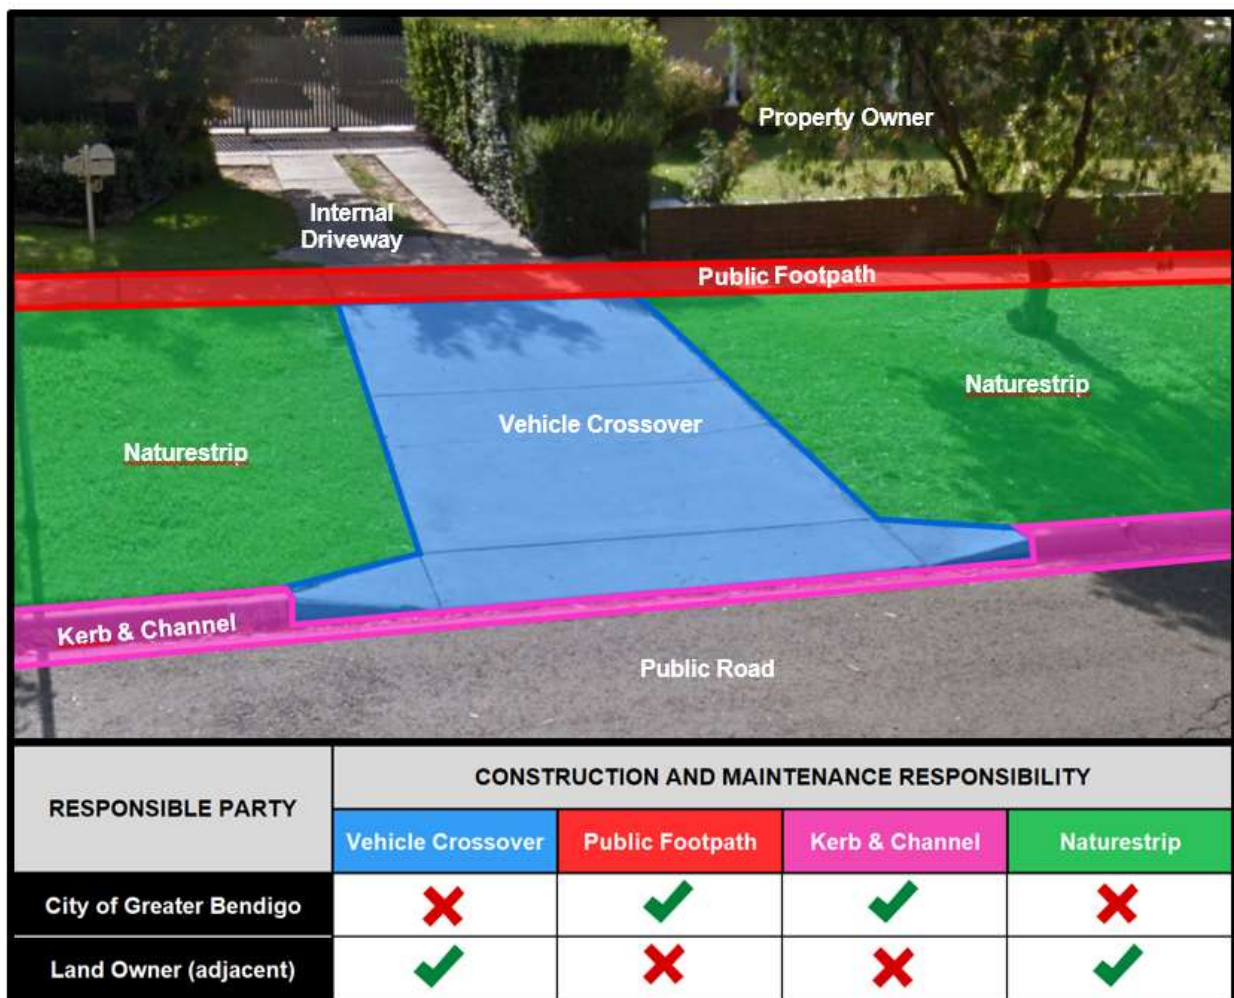 Property Owner
Internal
Driveway
Public Footpath
Naturestrip
Vehicle Crossover
Naturestrip
Kerb & Channel
Public Road
RESPONSIBLE PARTY
CONSTRUCTION AND MAINTENANCE RESPONSIBILITY
Vehicle Crossover
Public Footpath
Kerb & Channel
Naturestrip
City of Greater Bendigo
Land Owner (adjacent)